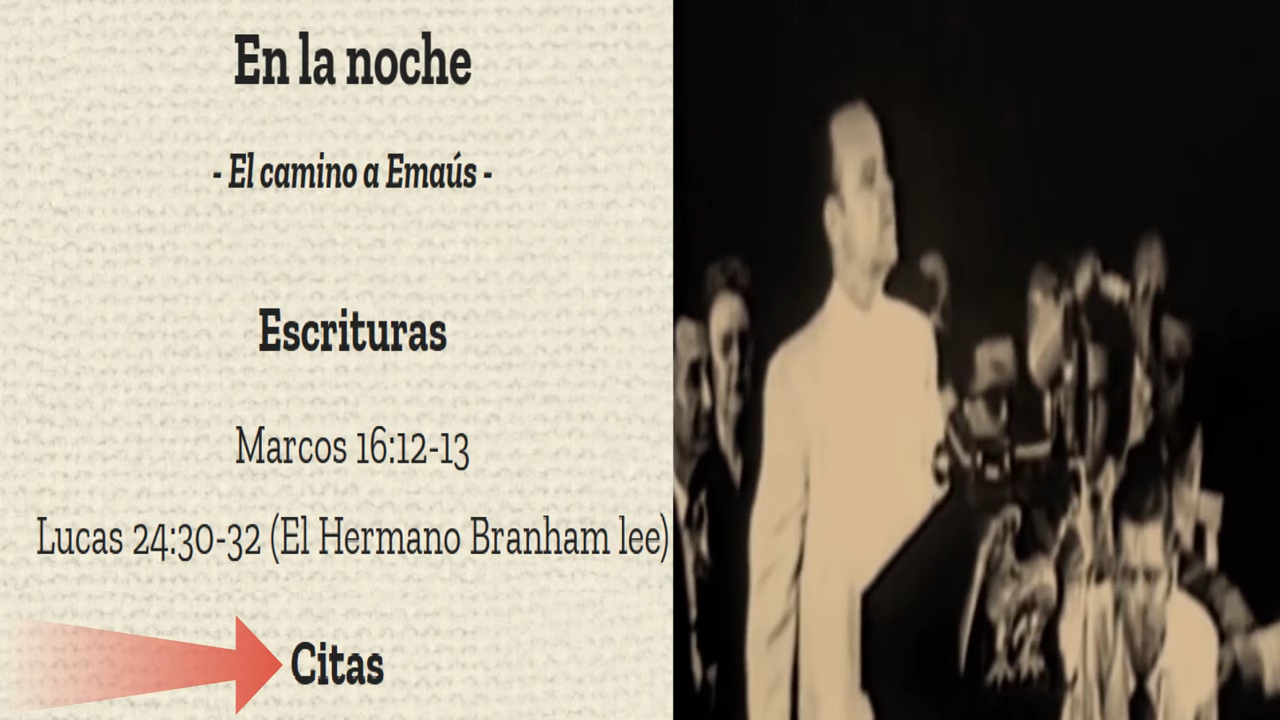 En la noche
- El camino a Emaús -
Escrituras
Marcos 16:12-13
Lucas 24:30-32 (El Hermano Branham lee)
Citas